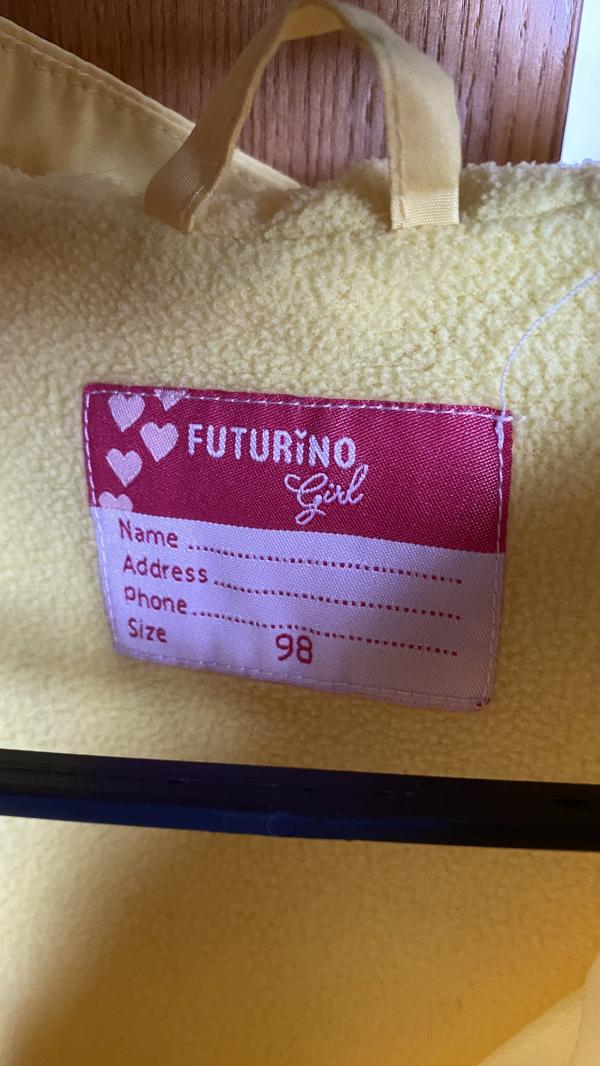 FUTURINO
Girl
Name
Address
Phone
Size 98